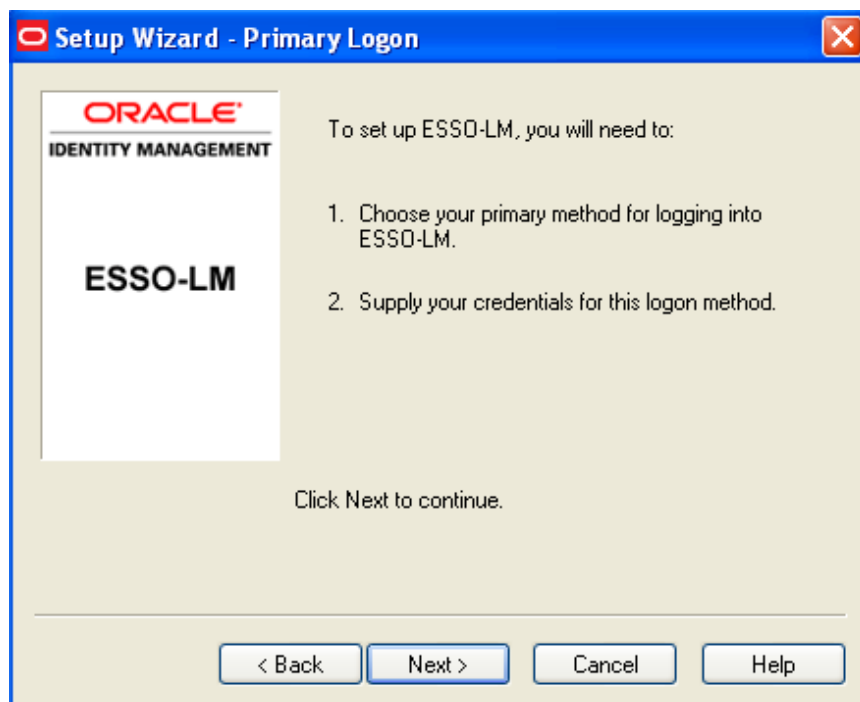 Setup Wizard - Primary Logon
ORACLE'
IDENTITY MANAGEMENT
ESSO-LM
To set up ESSO-LM, you will need to:
1. Choose your primary method for logging into
ESSO-LM.
2. Supply your credentials for this logon method.
Click Next to continue.
< Back
Next >
Cancel
Help